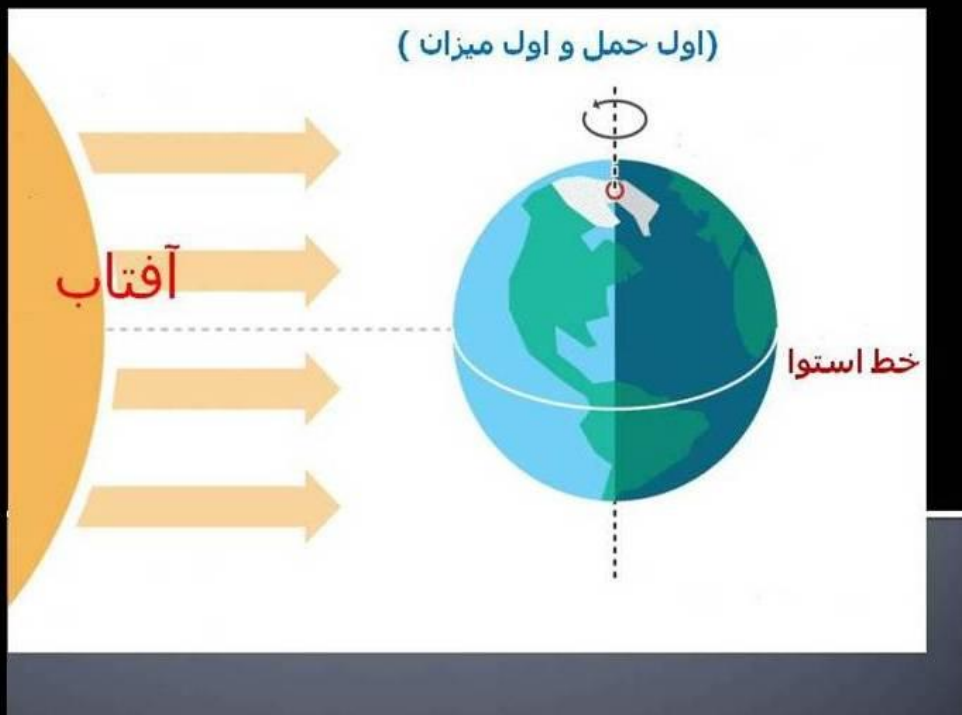 (اول حمل و اول میزان )
آفتاب
خط استوا